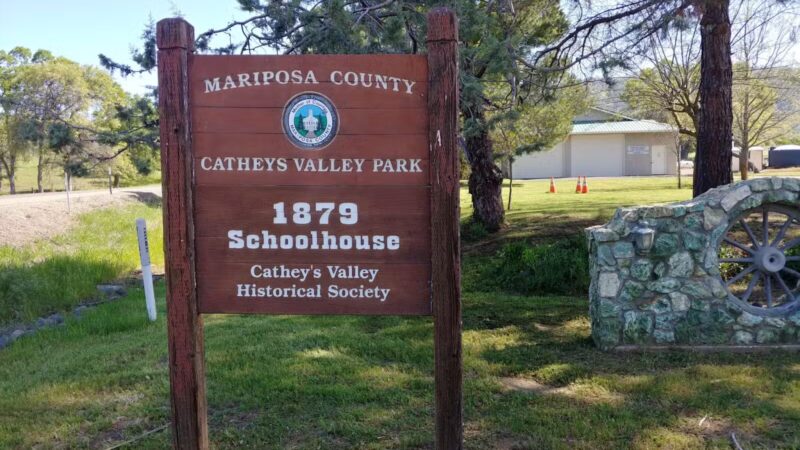 MARIPOSA COUNTY
CATHEYS VALLEY PARK
1879
Schoolhouse
Cathey's Valley
Historical Society